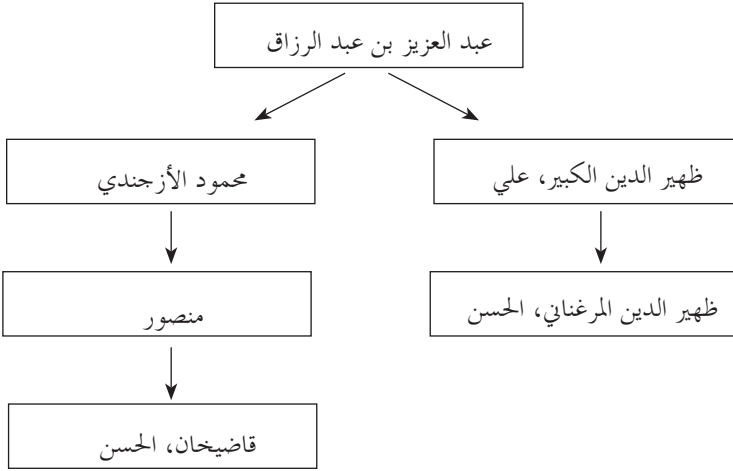 عبد العزيز بن عبد الرزاق
ظهير الدين الكبير، علي
محمود الأزجندي
ظهير الدين المرغناني، الحسن
منصور
قاضيخان، الحسن